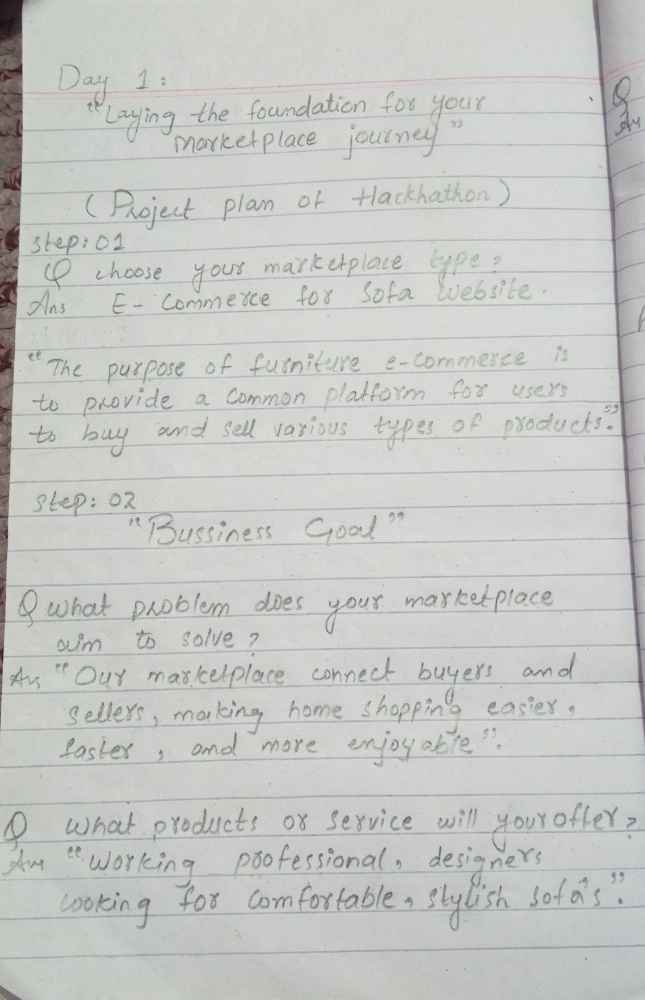 Day 1:
"Laying the foundation for your
marketplace journey"
(Project plan of Hackhathon)
Step: 01
Q choose your marketplace type?
Ans E-Commerce for Sofa Website.
"The purpose of furniture e-commerce is
to provide a common platform for users
to buy and sell various types of products".
Step: 02
"Bussiness Goal"
Q What problem does your marketplace
aim to solve?
Ans "Our marketplace connect buyers and
sellers, making home shopping easier,
faster, and more enjoyable".
Q What products or service will your offer?
Ans "Working professional, designers
looking for comfortable, stylish sofa's".
Q
An